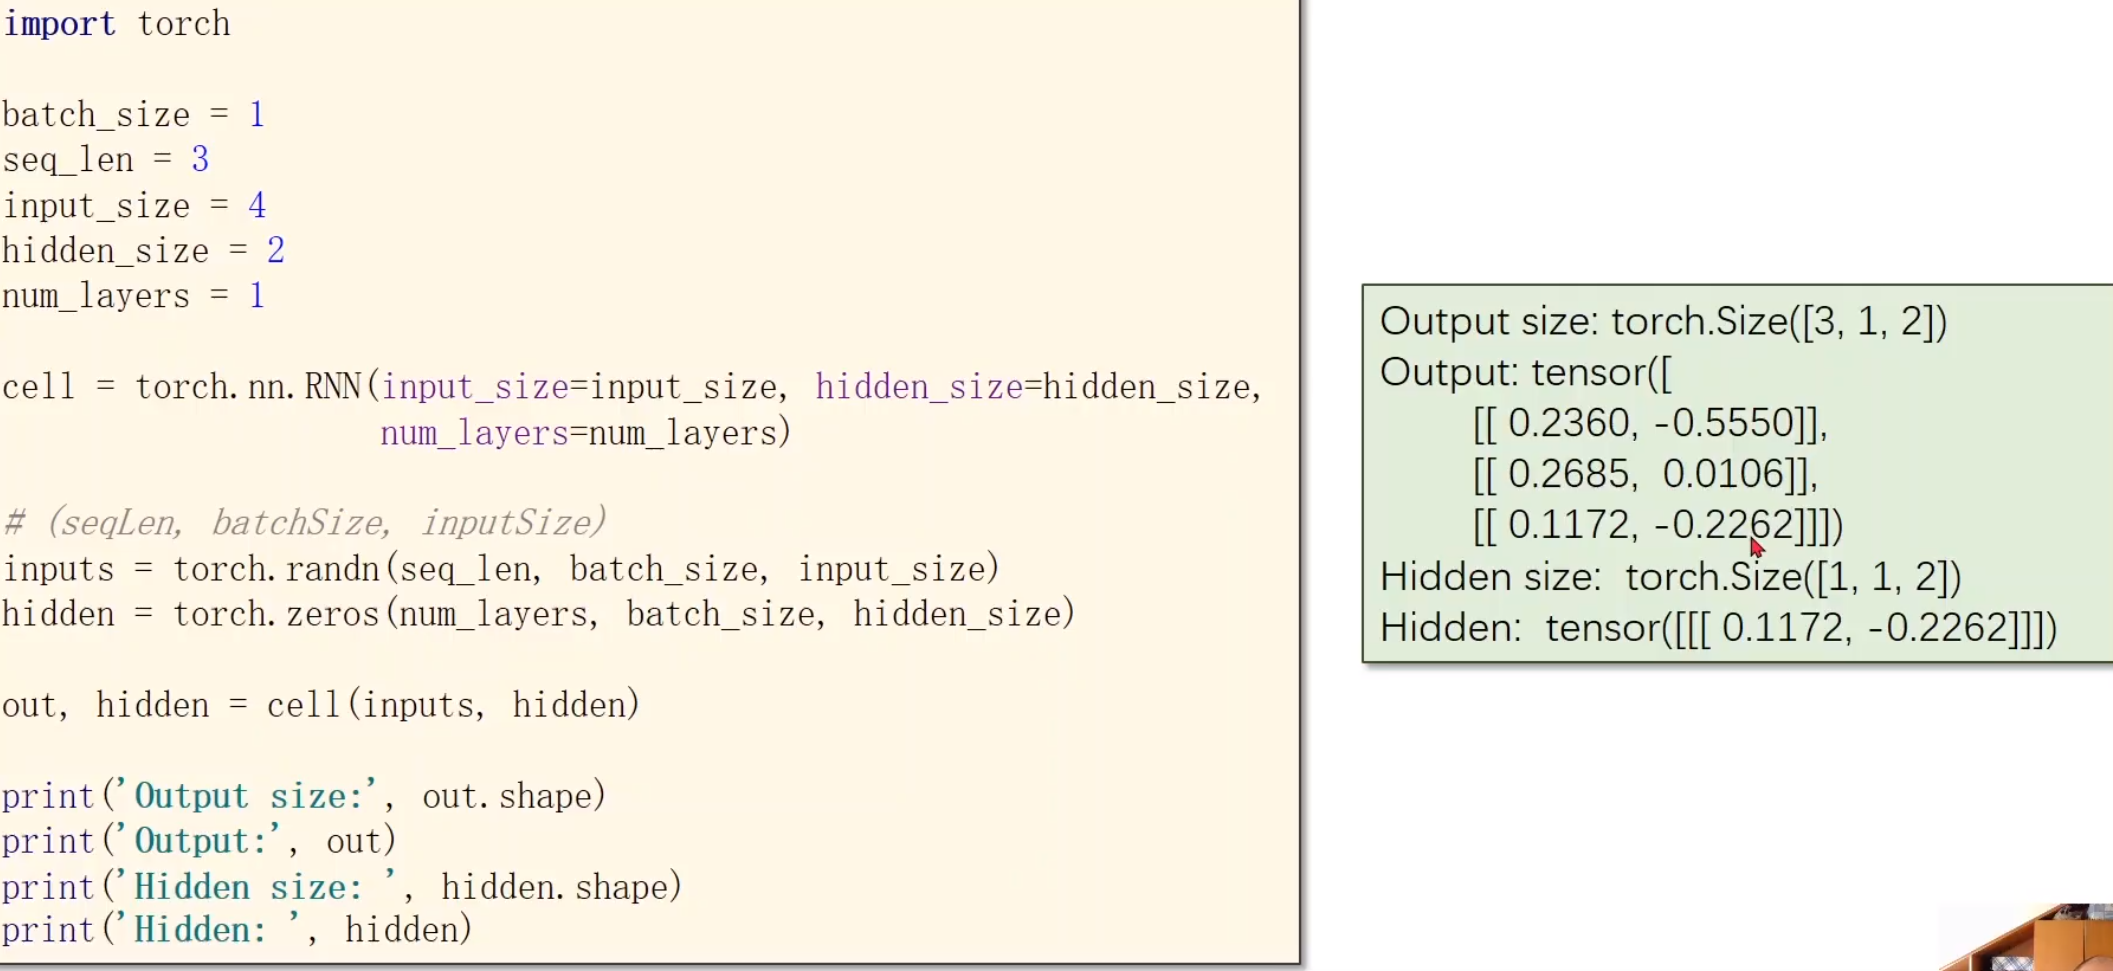 import torch
batch_size = 1
seq_len = 3
input_size = 4
hidden_size = 2
num_layers = 1
cell = torch.nn.RNN(input_size=input_size, hidden_size=hidden_size,
num_layers=num_layers)
# (seqLen, batchSize, inputSize)
inputs = torch.randn(seq_len, batch_size, input_size)
hidden = torch.zeros(num_layers, batch_size, hidden_size)
out, hidden = cell(inputs, hidden)
print('Output size:', out.shape)
print('Output:', out)
print('Hidden size: ', hidden.shape)
print('Hidden: ', hidden)
Output size: torch.Size([3, 1, 2])
Output: tensor([
[[ 0.2360, -0.5550]],
[[ 0.2685,  0.0106]],
[[ 0.1172, -0.2262]]])
Hidden size:  torch.Size([1, 1, 2])
Hidden:  tensor([[[ 0.1172, -0.2262]]])